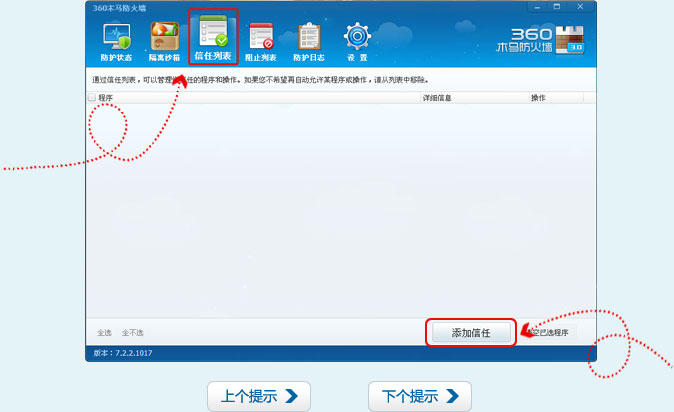 360木马防火墙
防护状态 隔离沙箱 信任列表 阻止列表 防护日志 设置
360
木马防火墙 3.0
通过信任列表，可以管理 任的程序和操作。如果您不希望再自动允许某程序或操作，请从列表中移除。
程序 详细信息 操作
全选 全不选 添加信任 空已选程序
版本：7.2.2.1017
上个提示 下个提示